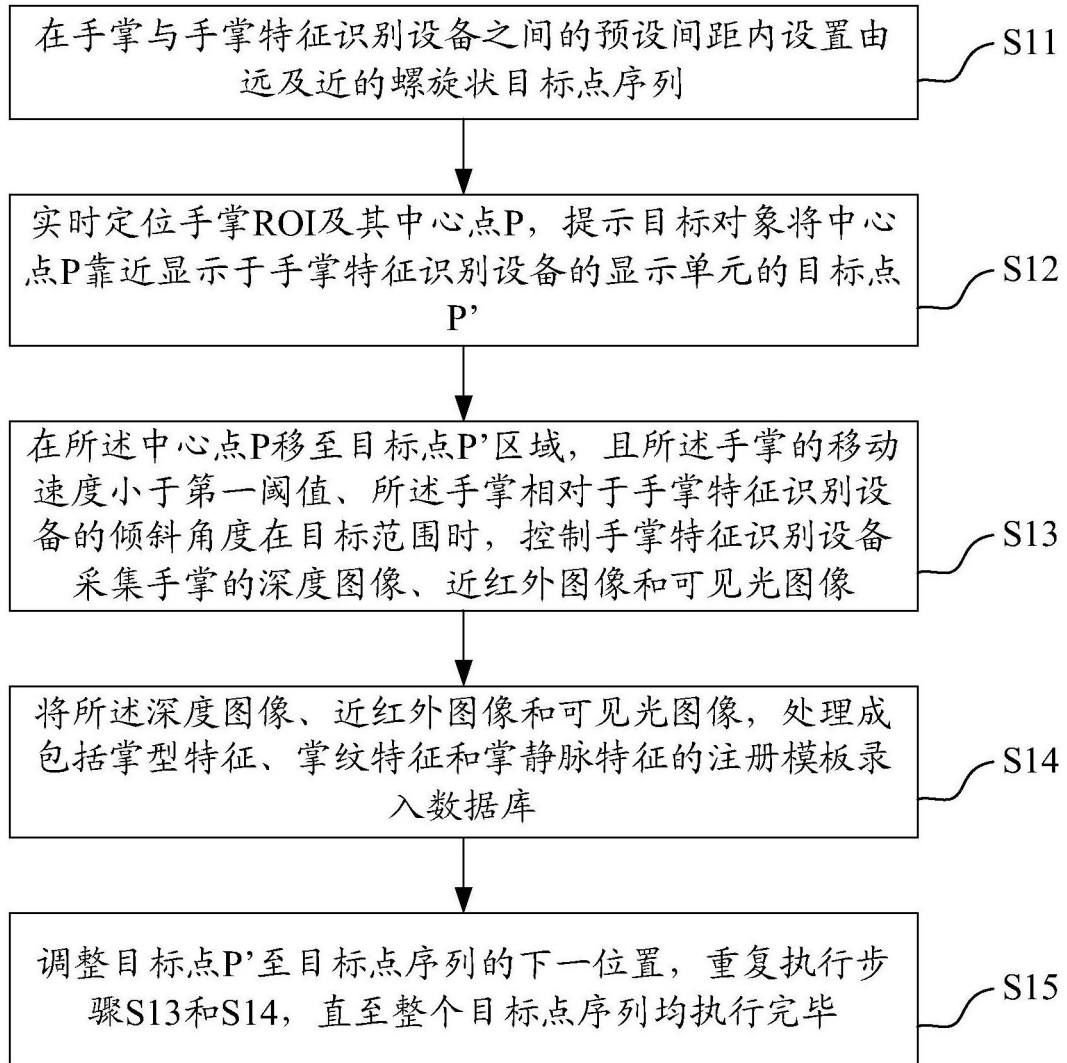 在手掌与手掌特征识别设备之间的预设间距内设置由
远及近的螺旋状目标点序列
S11
实时定位手掌ROI及其中心点P，提示目标对象将中心
点P靠近显示于手掌特征识别设备的显示单元的目标点
P’
S12
在所述中心点P移至目标点P’区域，且所述手掌的移动
速度小于第一阈值、所述手掌相对于手掌特征识别设
备的倾斜角度在目标范围时，控制手掌特征识别设备
采集手掌的深度图像、近红外图像和可见光图像
S13
将所述深度图像、近红外图像和可见光图像，处理成
包括掌型特征、掌纹特征和掌静脉特征的注册模板录
入数据库
S14
调整目标点P’至目标点序列的下一位置，重复执行步
骤S13和S14，直至整个目标点序列均执行完毕
S15